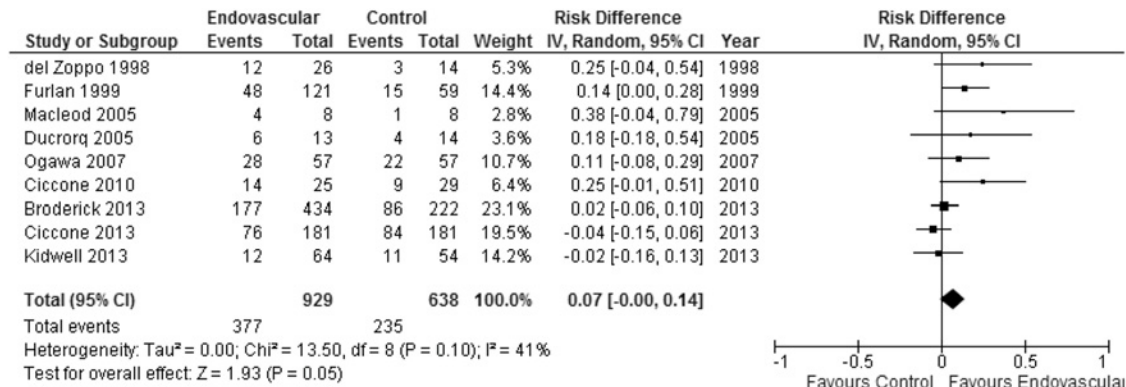 Endovascular Control Risk Difference Risk Difference
Study or Subgroup Events Total Events Total Weight IV, Random, 95% CI Year IV, Random, 95% CI
del Zoppo 1998 12 26 3 14 5.3% 0.25 [-0.04, 0.54] 1998
Furlan 1999 48 121 15 59 14.4% 0.14 [0.00, 0.28] 1999
Macleod 2005 4 8 1 8 2.8% 0.38 [-0.04, 0.79] 2005
Ducrorq 2005 6 13 4 14 3.6% 0.18 [-0.18, 0.54] 2005
Ogawa 2007 28 57 22 57 10.7% 0.11 [-0.08, 0.29] 2007
Ciccone 2010 14 25 9 29 6.4% 0.25 [-0.01, 0.51] 2010
Broderick 2013 177 434 86 222 23.1% 0.02 [-0.06, 0.10] 2013
Ciccone 2013 76 181 84 181 19.5% -0.04 [-0.15, 0.06] 2013
Kidwell 2013 12 64 11 54 14.2% -0.02 [-0.16, 0.13] 2013
Total (95% CI) 929 638 100.0% 0.07 [-0.00, 0.14]
Total events 377 235
Heterogeneity: Tau² = 0.00; Chi² = 13.50, df = 8 (P = 0.10); I² = 41%
Test for overall effect: Z = 1.93 (P = 0.05)
-1 -0.5 0 0.5 1
Favours Control Favours Endovascular